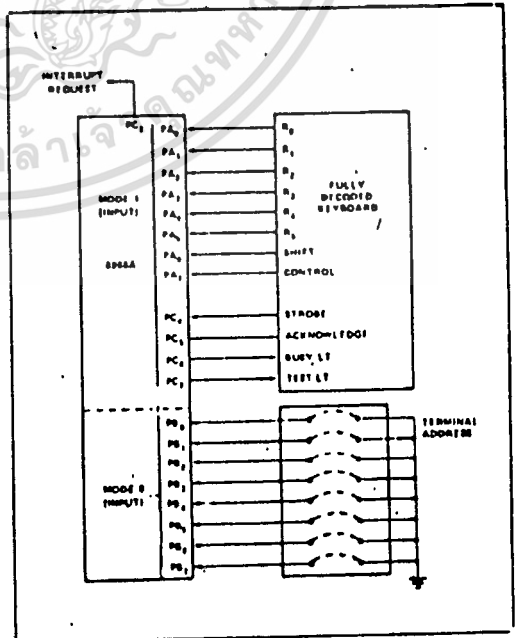 INTERRUPT
REQUEST
PC₃
PA₀ R₀
PA₁ R₁
PA₂ R₂
MODE 1 PA₃ R₃ FULLY
(INPUT) PA₄ R₄ DECODED
PA₅ R₅ KEYBOARD
PA₆ SHIFT
PA₇ CONTROL
PC₄ STROBE
PC₅ ACKNOWLEDGE
PC₆ BUSY LT
PC₇ TEST LT
PB₀ TERMINAL
PB₁ ADDRESS
PB₂
MODE 0 PB₃
(INPUT) PB₄
PB₅
PB₆
PB₇